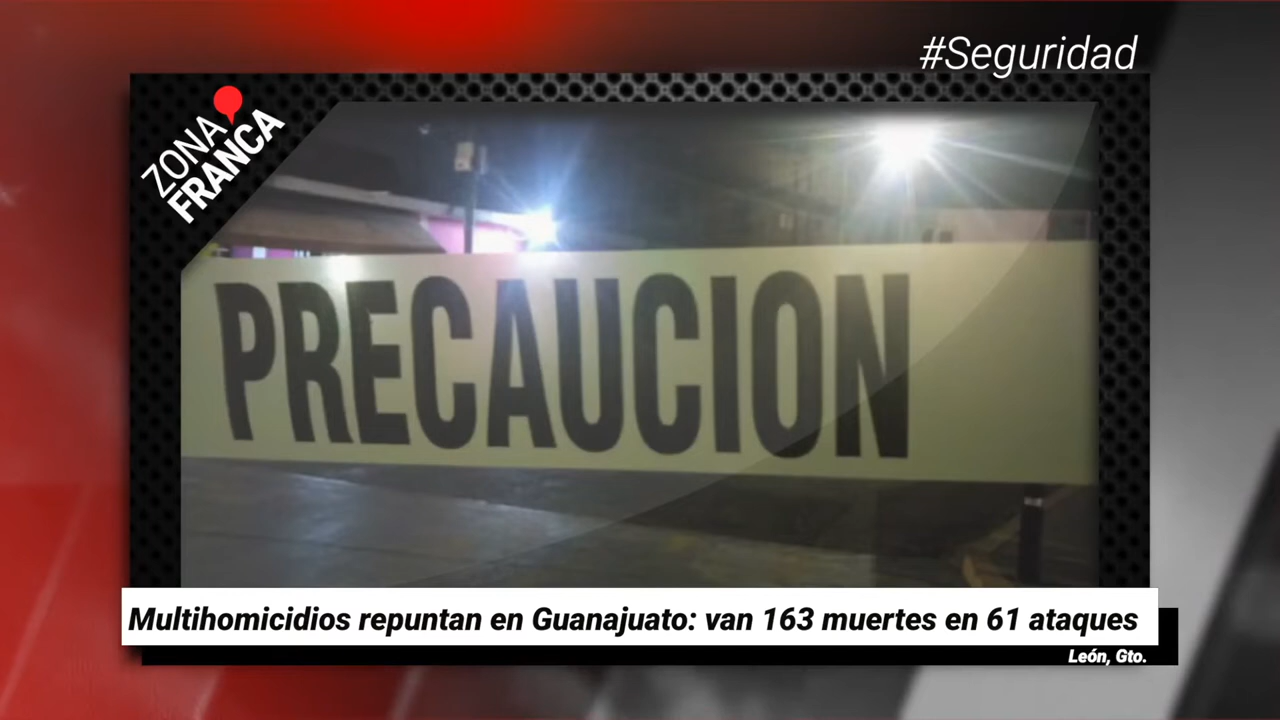 #Seguridad
ZONA
FRANCA
PRECAUCION
Multihomicidios repuntan en Guanajuato: van 163 muertes en 61 ataques
León, Gto.